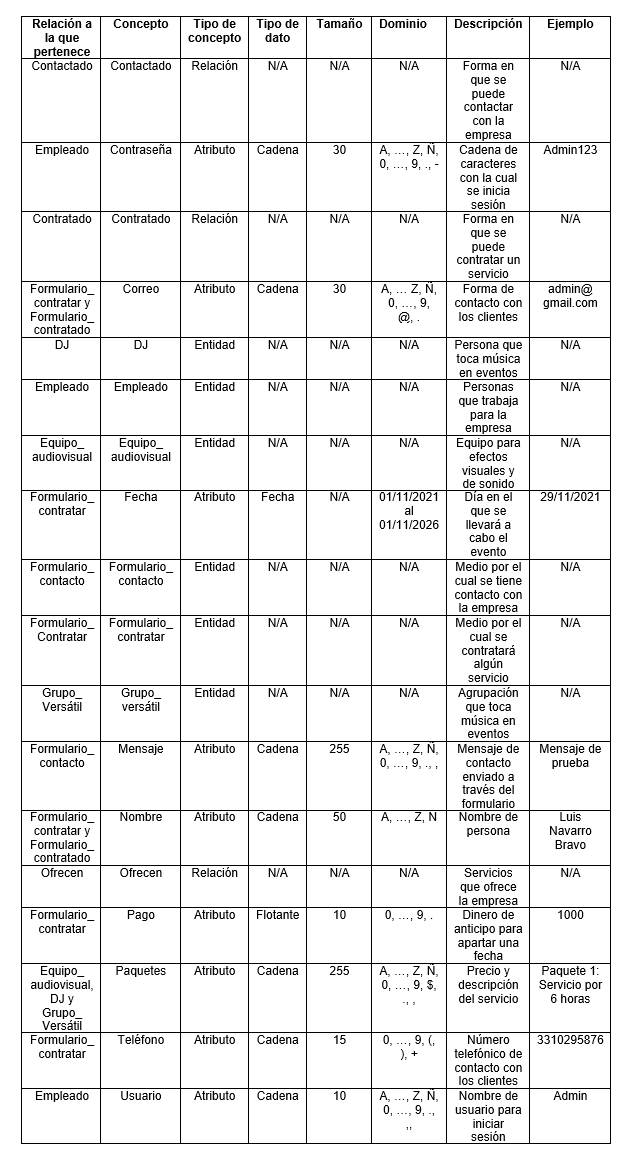 Relación a la que pertenece | Concepto | Tipo de concepto | Tipo de dato | Tamaño | Dominio | Descripción | Ejemplo
Contactado | Contactado | Relación | N/A | N/A | N/A | Forma en que se puede contactar con la empresa | N/A
Empleado | Contraseña | Atributo | Cadena | 30 | A, …, Z, Ñ, 0, …, 9, ., - | Cadena de caracteres con la cual se inicia sesión | Admin123
Contratado | Contratado | Relación | N/A | N/A | N/A | Forma en que se puede contratar un servicio | N/A
Formulario_ contratar y Formulario_ contratado | Correo | Atributo | Cadena | 30 | A, … Z, Ñ, 0, …, 9, @, . | Forma de contacto con los clientes | admin@ gmail.com
DJ | DJ | Entidad | N/A | N/A | N/A | Persona que toca música en eventos | N/A
Empleado | Empleado | Entidad | N/A | N/A | N/A | Personas que trabaja para la empresa | N/A
Equipo_ audiovisual | Equipo_ audiovisual | Entidad | N/A | N/A | N/A | Equipo para efectos visuales y de sonido | N/A
Formulario_ contratar | Fecha | Atributo | Fecha | N/A | 01/11/2021 al 01/11/2026 | Día en el que se llevará a cabo el evento | 29/11/2021
Formulario_ contacto | Formulario_ contacto | Entidad | N/A | N/A | N/A | Medio por el cual se tiene contacto con la empresa | N/A
Formulario_ Contratar | Formulario_ contratar | Entidad | N/A | N/A | N/A | Medio por el cual se contratará algún servicio | N/A
Grupo_ Versátil | Grupo_ versátil | Entidad | N/A | N/A | N/A | Agrupación que toca música en eventos | N/A
Formulario_ contacto | Mensaje | Atributo | Cadena | 255 | A, …, Z, Ñ, 0, …, 9, ., , | Mensaje de contacto enviado a través del formulario | Mensaje de prueba
Formulario_ contratar y Formulario_ contratado | Nombre | Atributo | Cadena | 50 | A, …, Z, N | Nombre de persona | Luis Navarro Bravo
Ofrecen | Ofrecen | Relación | N/A | N/A | N/A | Servicios que ofrece la empresa | N/A
Formulario_ contratar | Pago | Atributo | Flotante | 10 | 0, …, 9, . | Dinero de anticipo para apartar una fecha | 1000
Equipo_ audiovisual, DJ y Grupo_ Versátil | Paquetes | Atributo | Cadena | 255 | A, …, Z, Ñ, 0, …, 9, $, ., , | Precio y descripción del servicio | Paquete 1: Servicio por 6 horas
Formulario_ contratar | Teléfono | Atributo | Cadena | 15 | 0, …, 9, (, ), + | Número telefónico de contacto con los clientes | 3310295876
Empleado | Usuario | Atributo | Cadena | 10 | A, …, Z, Ñ, 0, …, 9, ., ,, | Nombre de usuario para iniciar sesión | Admin